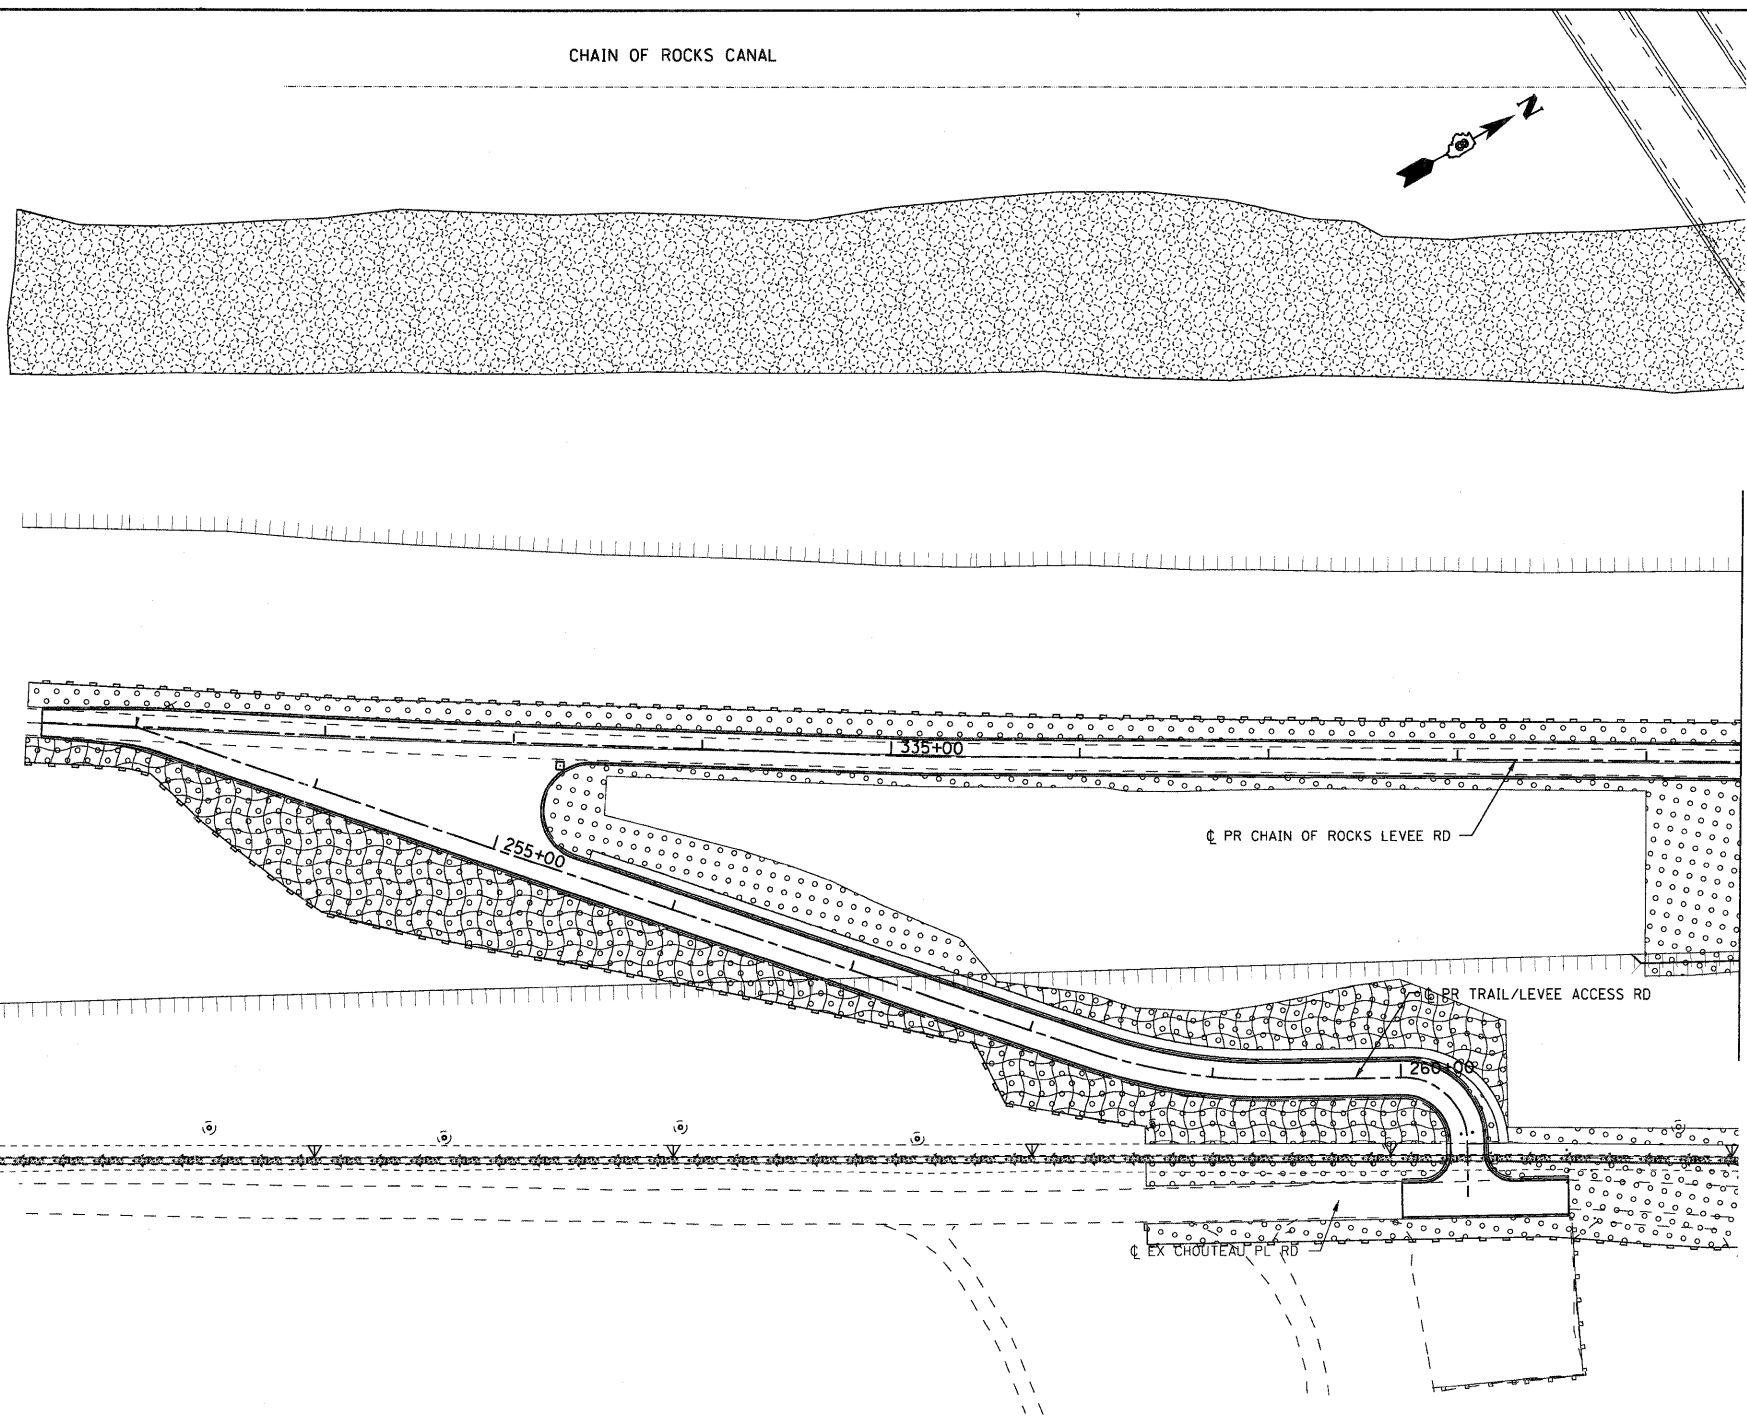 CHAIN OF ROCKS CANAL
N
335+00
℄ PR CHAIN OF ROCKS LEVEE RD
255+00
℄ PR TRAIL/LEVEE ACCESS RD
260+00
℄ EX CHOUTEAU PL RD